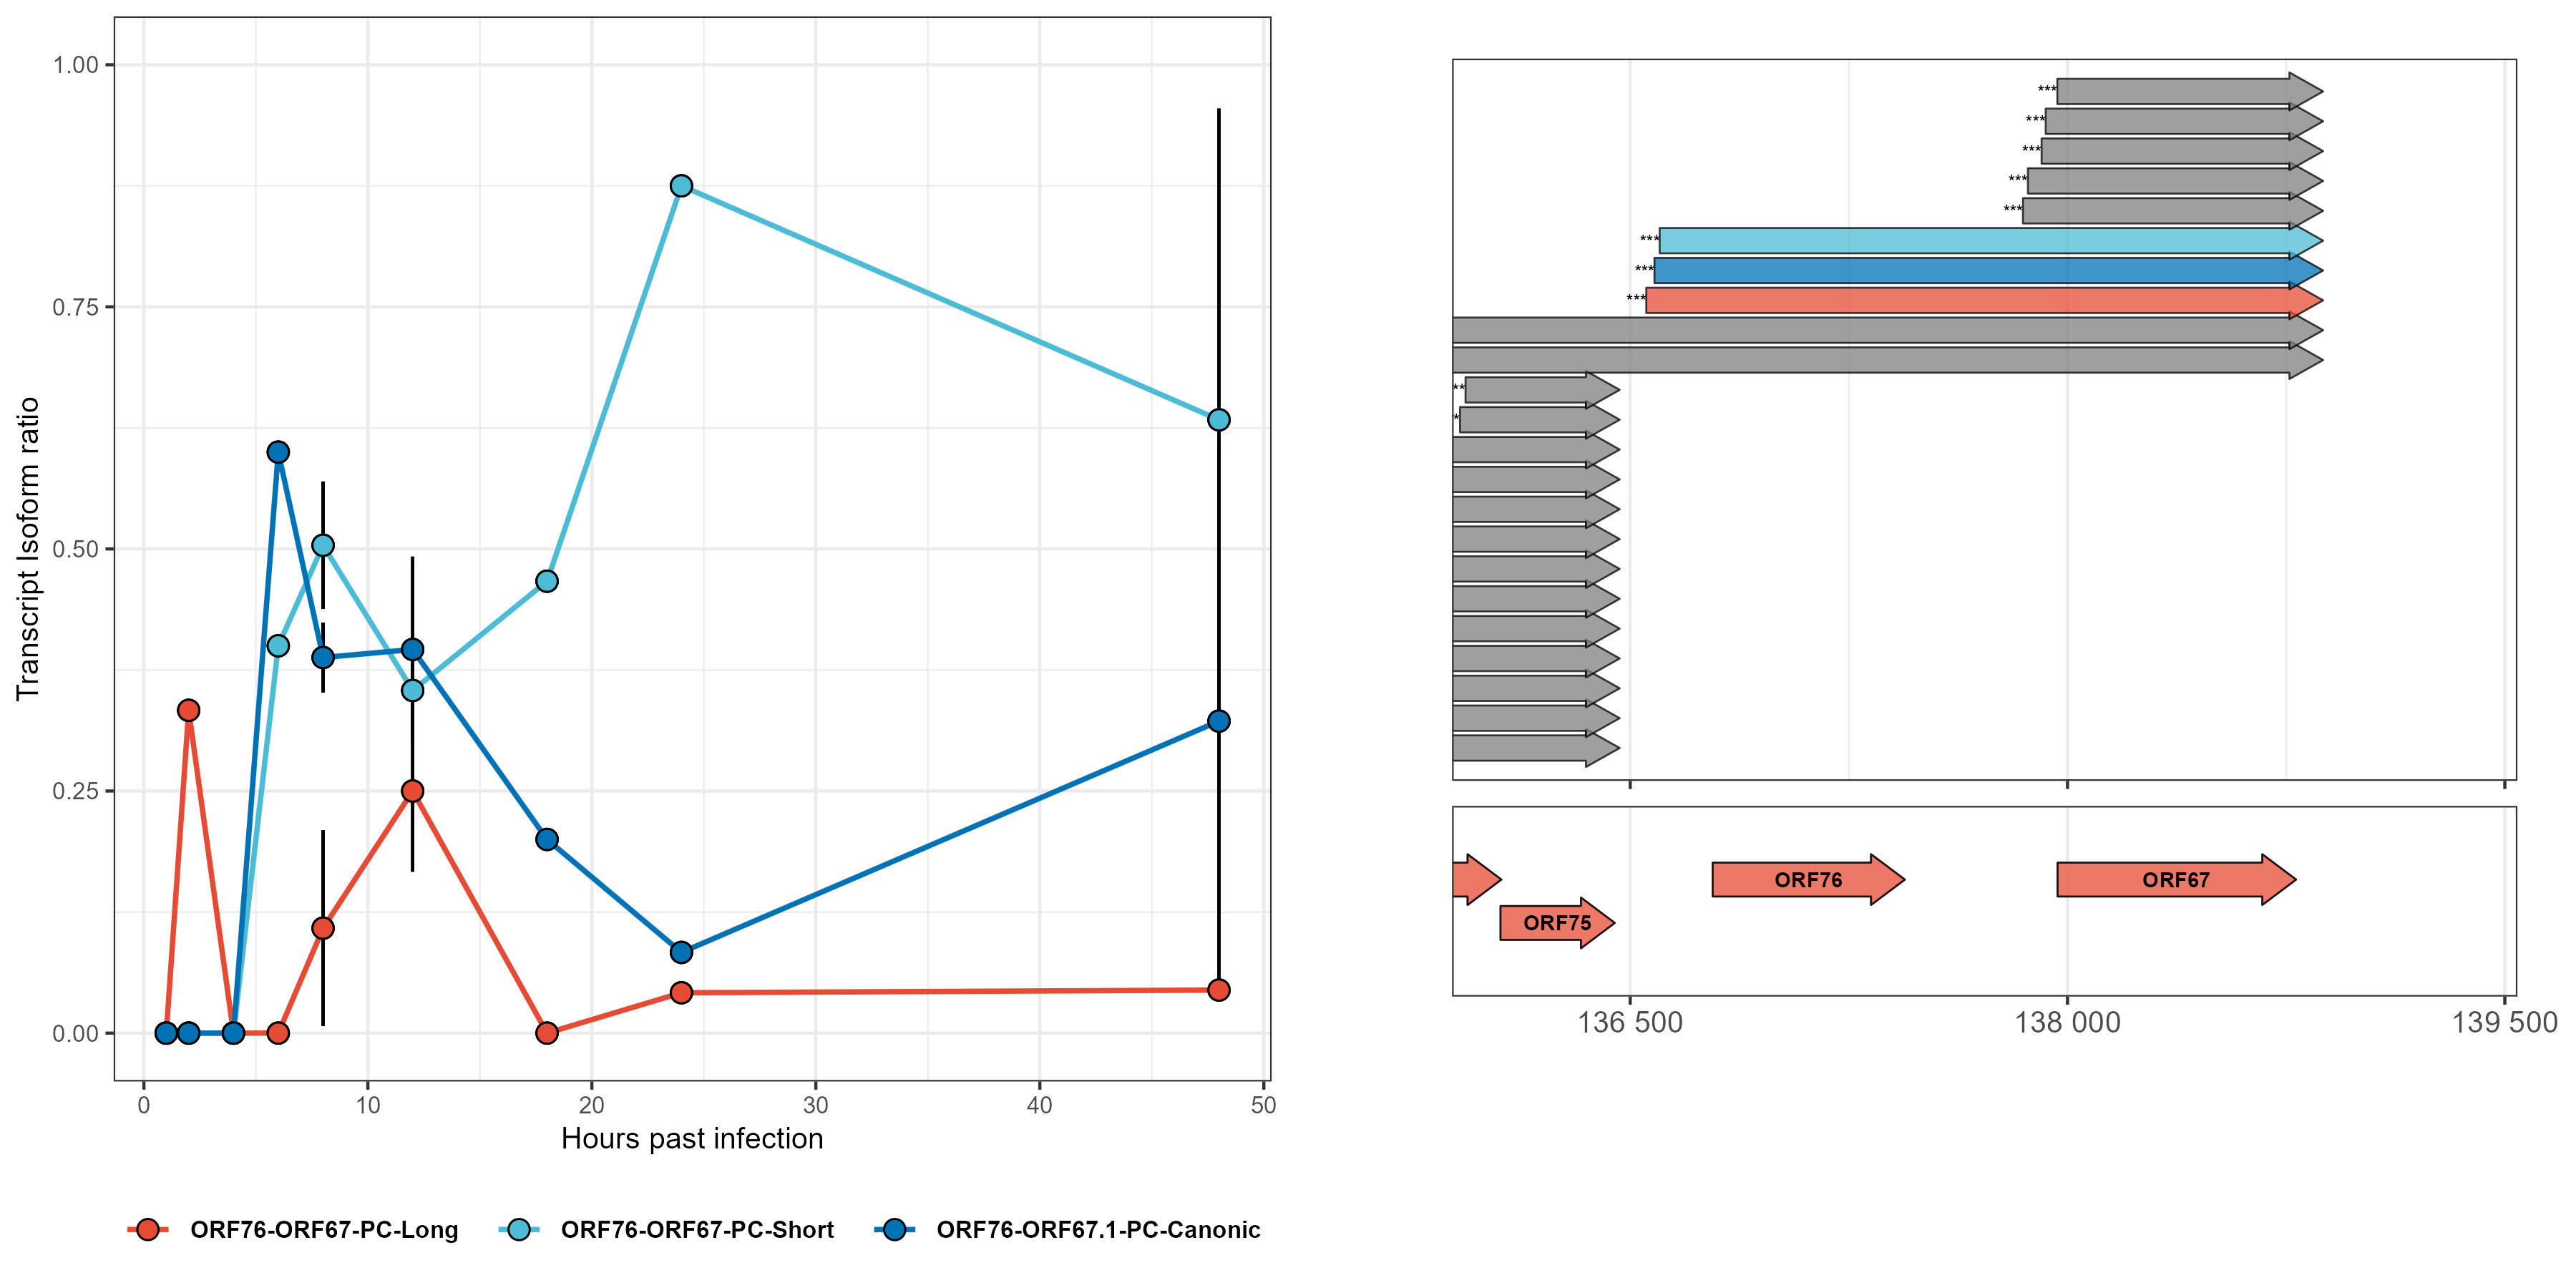 1.00
0.75
0.50
0.25
0.00
Transcript Isoform ratio
0 10 20 30 40 50
Hours past infection
ORF76-ORF67-PC-Long ORF76-ORF67-PC-Short ORF76-ORF67.1-PC-Canonic
***
***
***
***
***
***
***
***
**
*
ORF76 ORF67
ORF75
136 500 138 000 139 500